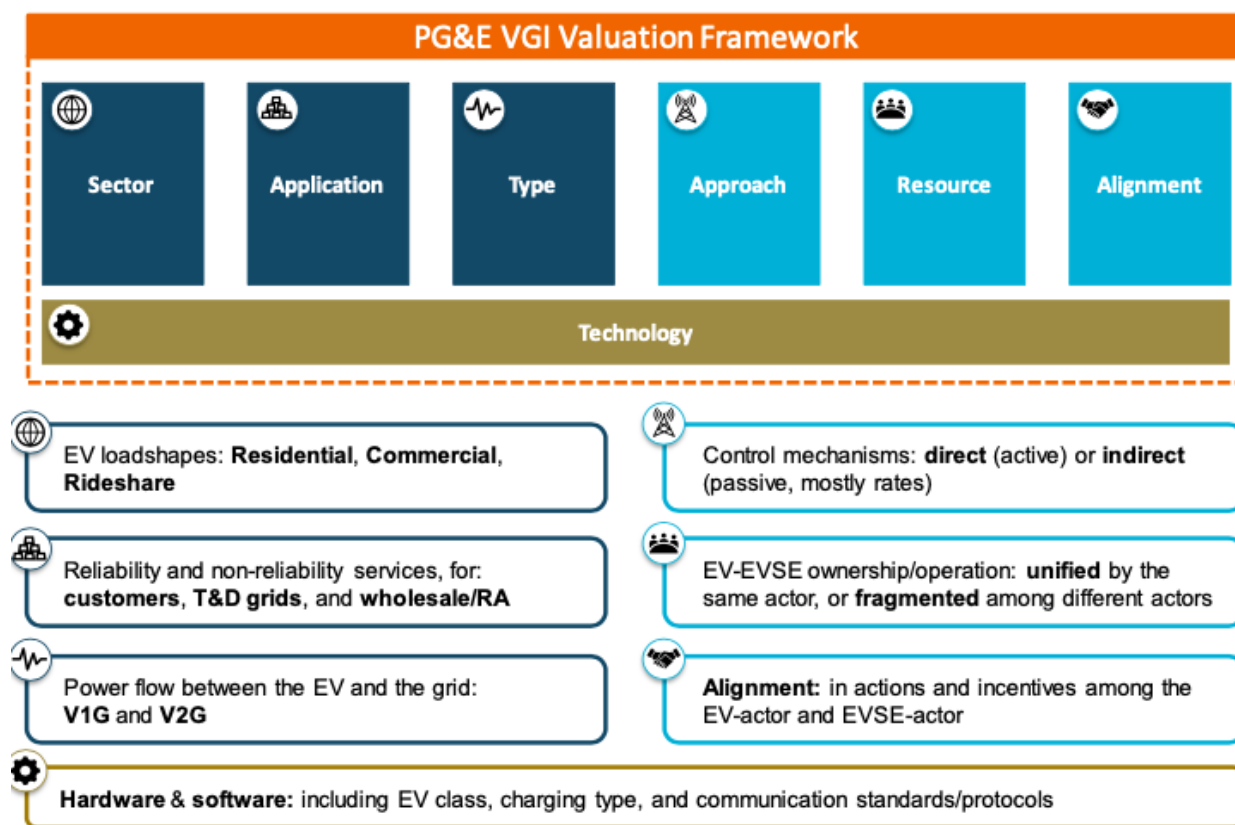 PG&E VGI Valuation Framework
Sector
Application
Type
Approach
Resource
Alignment
Technology
EV loadshapes: Residential, Commercial,
Rideshare
Control mechanisms: direct (active) or indirect
(passive, mostly rates)
Reliability and non-reliability services, for:
customers, T&D grids, and wholesale/RA
EV-EVSE ownership/operation: unified by the
same actor, or fragmented among different actors
Power flow between the EV and the grid:
V1G and V2G
Alignment: in actions and incentives among the
EV-actor and EVSE-actor
Hardware & software: including EV class, charging type, and communication standards/protocols